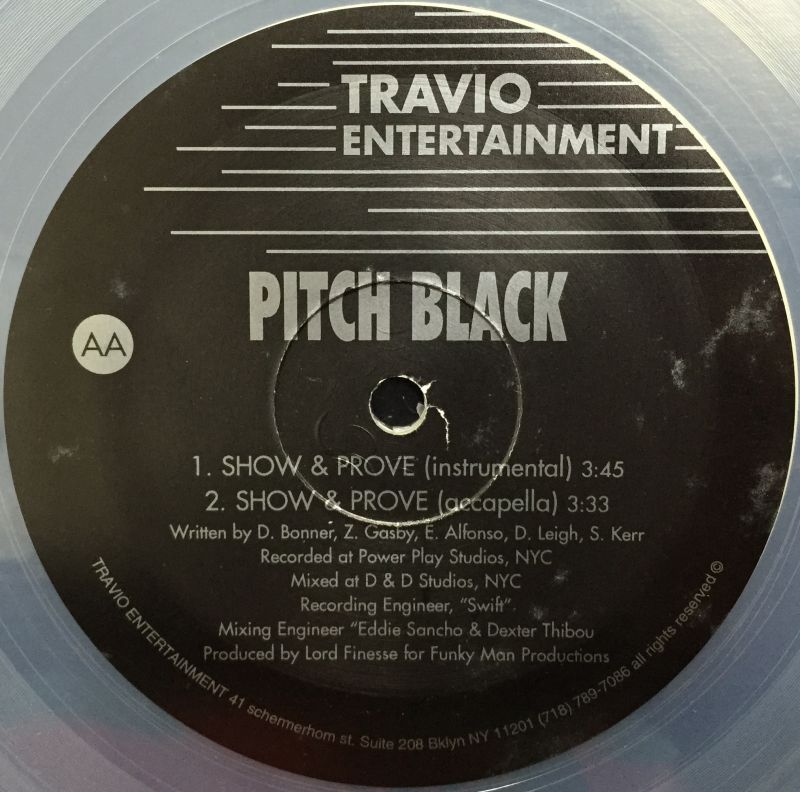 TRAVIO
ENTERTAINMENT
PITCH BLACK
AA
1. SHOW & PROVE (instrumental) 3:45
2. SHOW & PROVE (accapella) 3:33
Written by D. Bonner, Z. Gasby, E. Alfonso, D. Leigh, S. Kerr
Recorded at Power Play Studios, NYC
Mixed at D & D Studios, NYC
Recording Engineer, "Swift"
Mixing Engineer "Eddie Sancho & Dexter Thibou
Produced by Lord Finesse for Funky Man Productions
TRAVIO ENTERTAINMENT 41 schermerhorn st. Suite 208 Bklyn NY 11201 (718) 789-7086 all rights reserved ©